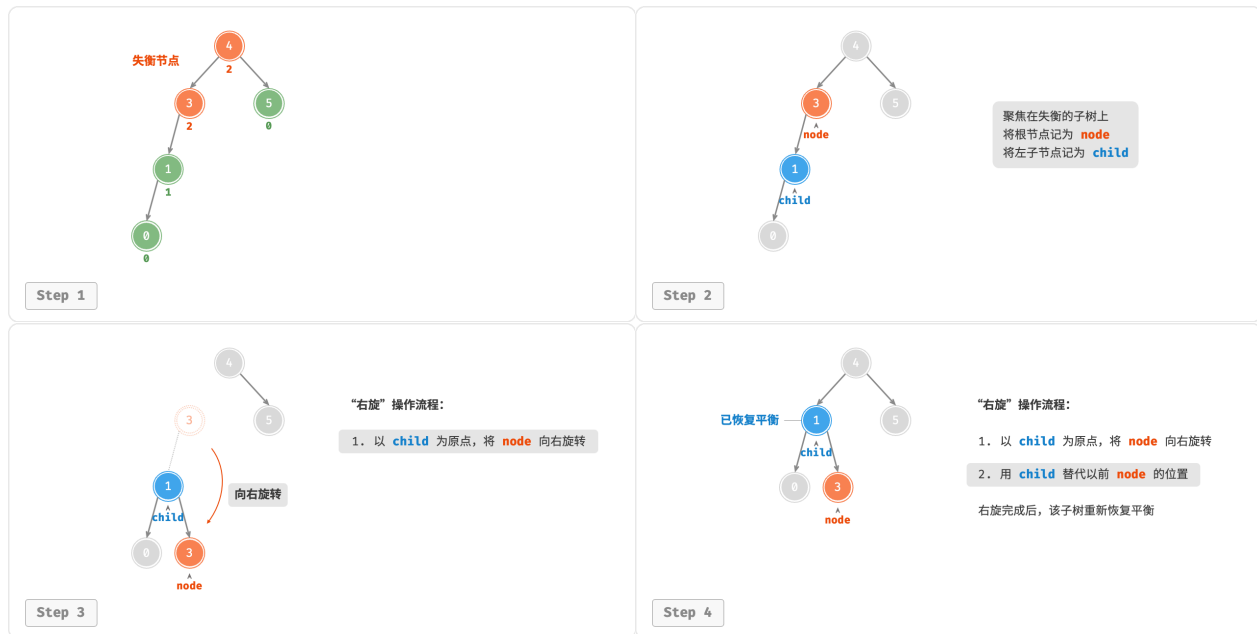 4
失衡节点
2
3
5
2
0
1
1
0
0
Step 1
4
3
5
node
聚焦在失衡的子树上
将根节点记为 node
将左子节点记为 child
1
child
0
Step 2
4
3
5
“右旋”操作流程：
1. 以 child 为原点，将 node 向右旋转
1
child
向右旋转
0
3
node
Step 3
4
已恢复平衡
1
5
child
0
3
node
“右旋”操作流程：
1. 以 child 为原点，将 node 向右旋转
2. 用 child 替代以前 node 的位置
右旋完成后，该子树重新恢复平衡
Step 4